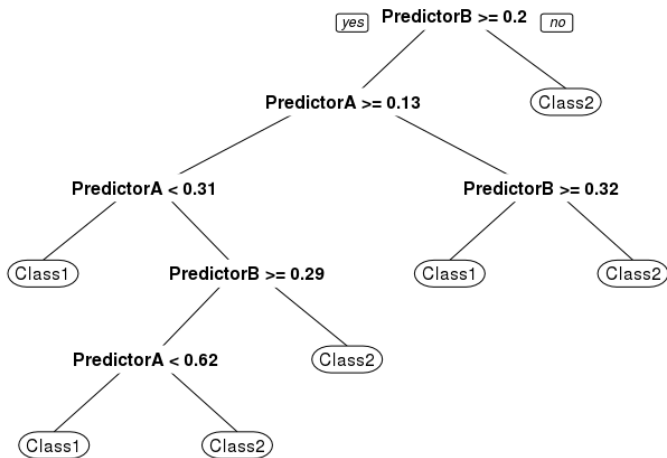 yes PredictorB >= 0.2 no
PredictorA >= 0.13 Class2
PredictorA < 0.31 PredictorB >= 0.32
Class1 PredictorB >= 0.29 Class1 Class2
PredictorA < 0.62 Class2
Class1 Class2